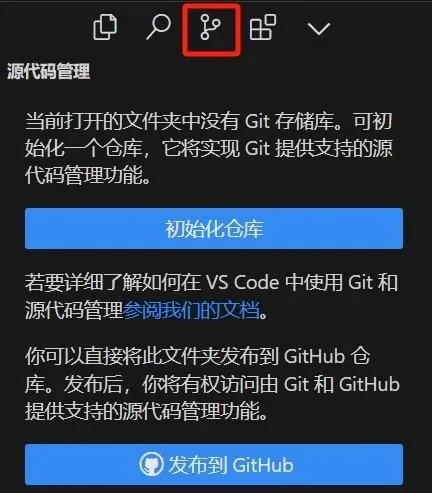 源代码管理
当前打开的文件夹中没有 Git 存储库。可初
始化一个仓库，它将实现 Git 提供支持的源
代码管理功能。
初始化仓库
若要详细了解如何在 VS Code 中使用 Git 和
源代码管理参阅我们的文档。
你可以直接将此文件夹发布到 GitHub 仓
库。发布后，你将有权访问由 Git 和 GitHub
提供支持的源代码管理功能。
发布到 GitHub